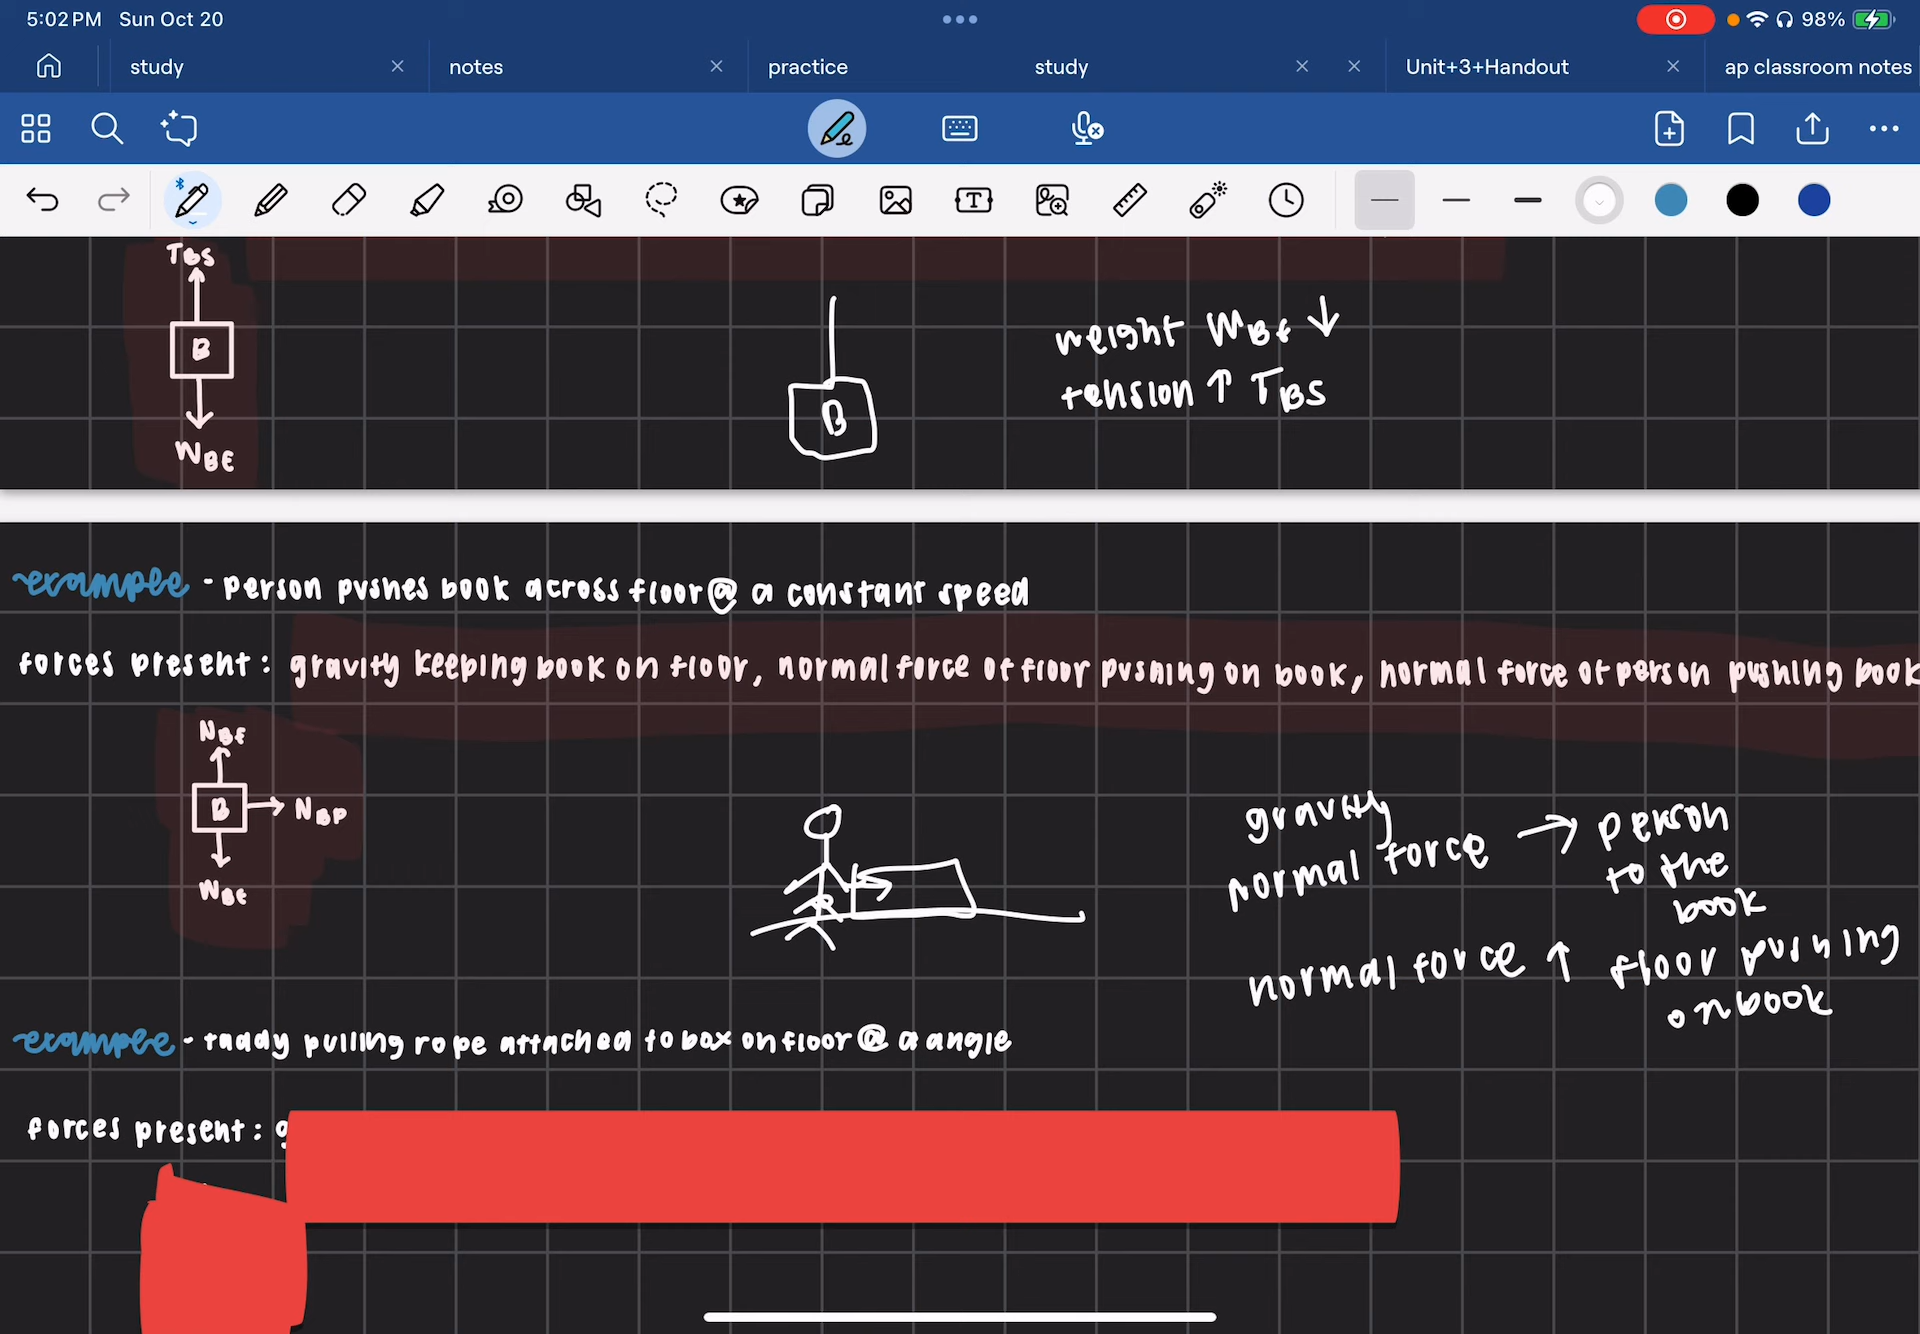 5:02 PM Sun Oct 20
98%
study
notes
practice
study
Unit+3+Handout
ap classroom notes
TBS
B
WBE
B
weight WBE ↓
tension ↑ TBS
example - person pushes book across floor @ a constant speed
forces present: gravity keeping book on floor, normal force of floor pushing on book, normal force of person pushing book
NBF
B → NBP
WBE
gravity
normal force → person
to the
book
normal force ↑ floor pushing
on book
example - taddy pulling rope attached to box on floor @ a angle
forces present: g